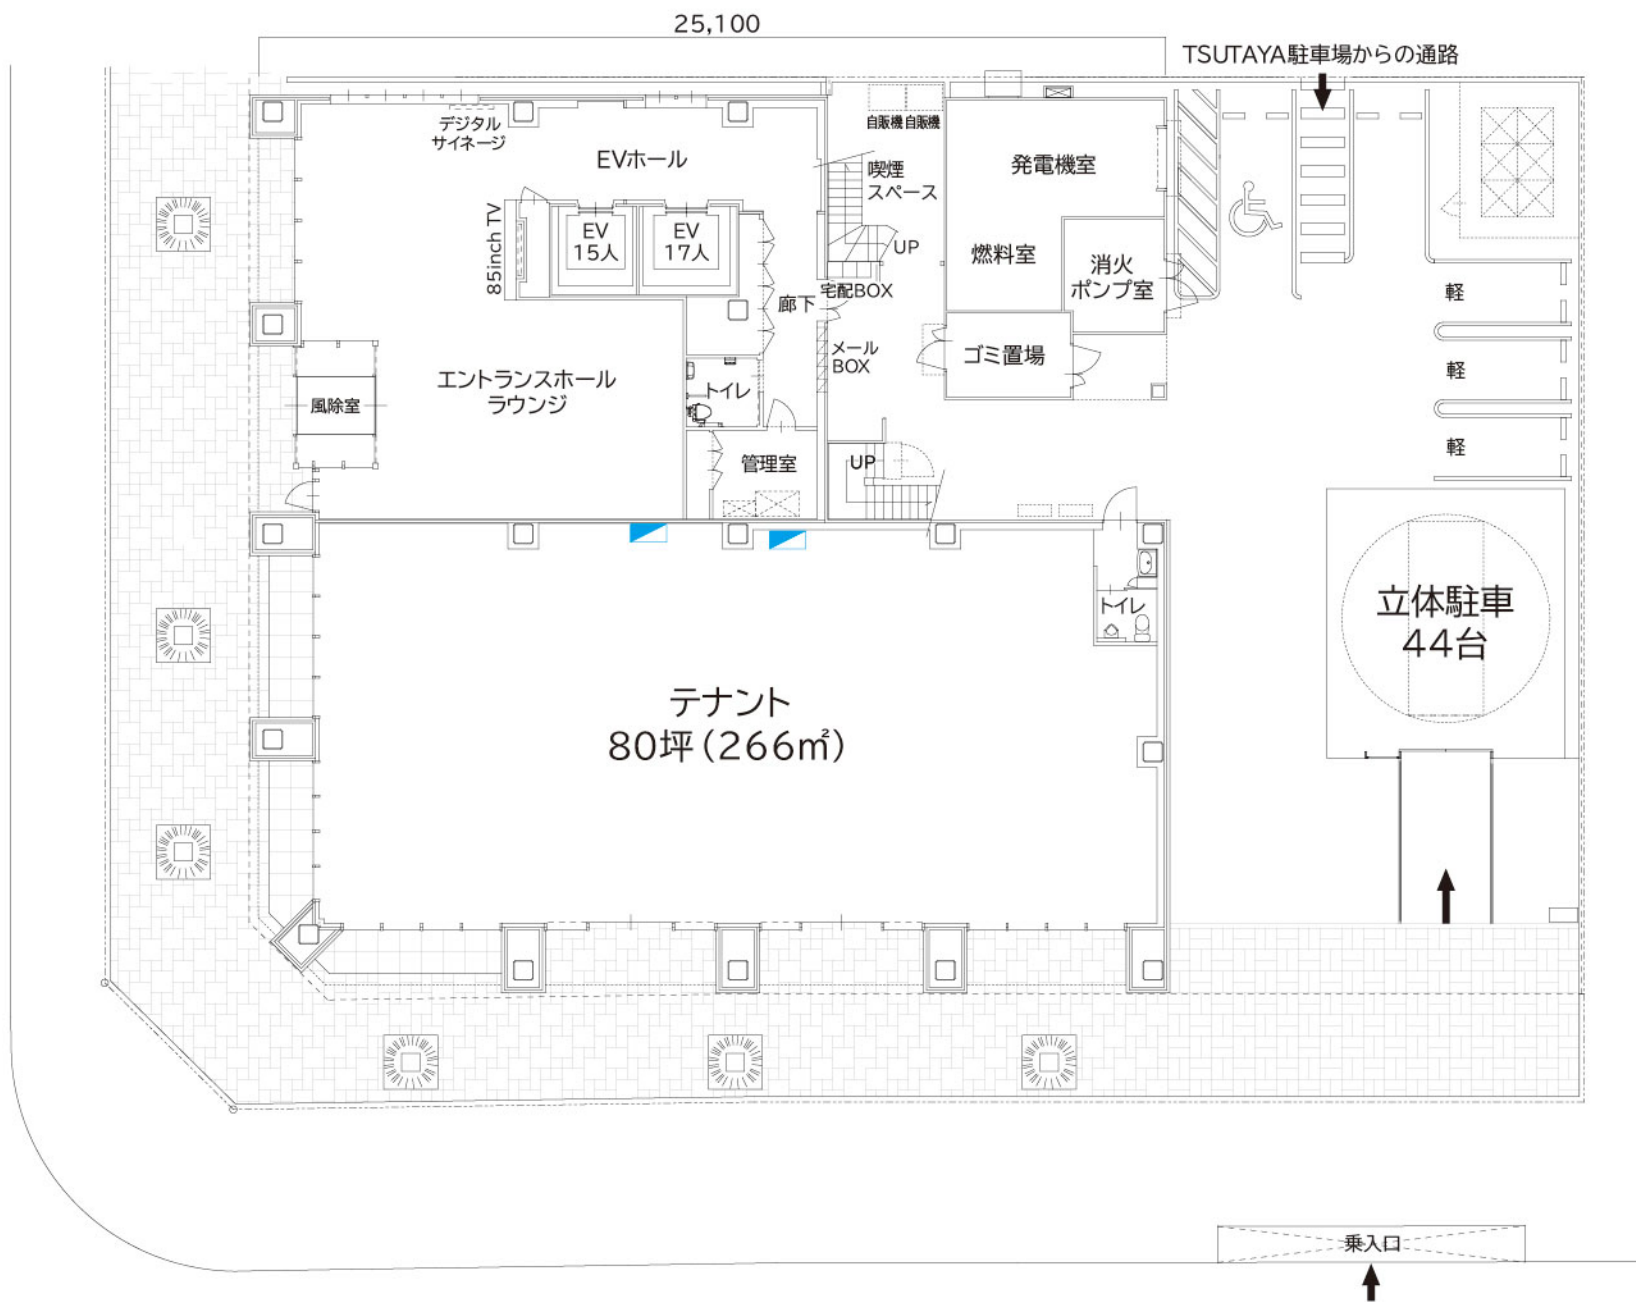 25,100
TSUTAYA駐車場からの通路
デジタル
サイネージ
EVホール
自販機 自販機
喫煙
スペース
発電機室
85inch TV
EV
15人
EV
17人
UP
燃料室
消火
ポンプ室
宅配BOX
廊下
軽
メール
BOX
ゴミ置場
エントランスホール
ラウンジ
トイレ
軽
風除室
管理室
UP
軽
トイレ
立体駐車
44台
テナント
80坪(266㎡)
乗入口